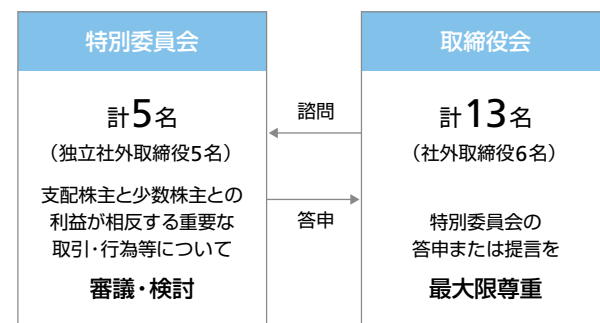 特別委員会
計5名
（独立社外取締役5名）
支配株主と少数株主との
利益が相反する重要な
取引・行為等について
審議・検討
諮問
答申
取締役会
計13名
（社外取締役6名）
特別委員会の
答申または提言を
最大限尊重